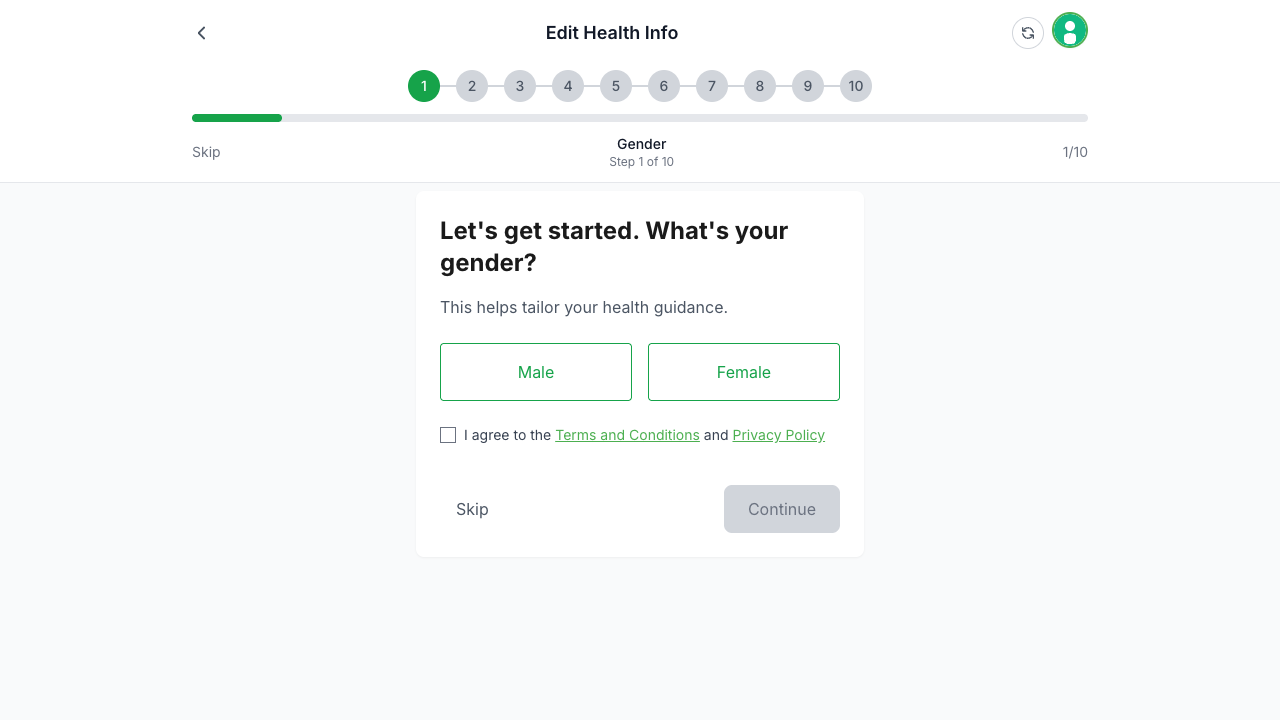 Edit Health Info
1 2 3 4 5 6 7 8 9 10
Skip
Gender
Step 1 of 10
1/10
Let's get started. What's your
gender?
This helps tailor your health guidance.
Male
Female
I agree to the Terms and Conditions and Privacy Policy
Skip
Continue